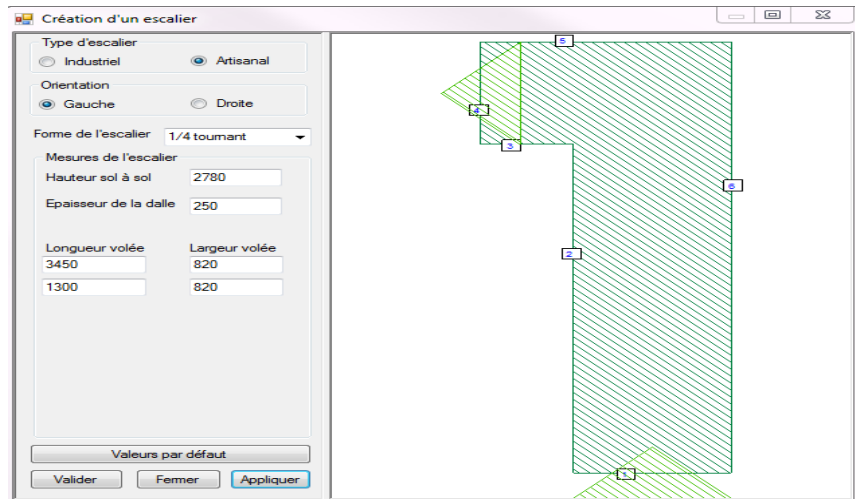 Création d'un escalier
Type d'escalier
Industriel Artisanal
Orientation
Gauche Droite
Forme de l'escalier 1/4 tournant
Mesures de l'escalier
Hauteur sol à sol 2780
Epaisseur de la dalle 250
Longueur volée Largeur volée
3450 820
1300 820
Valeurs par défaut
Valider Fermer Appliquer
5
4
3
6
2
1